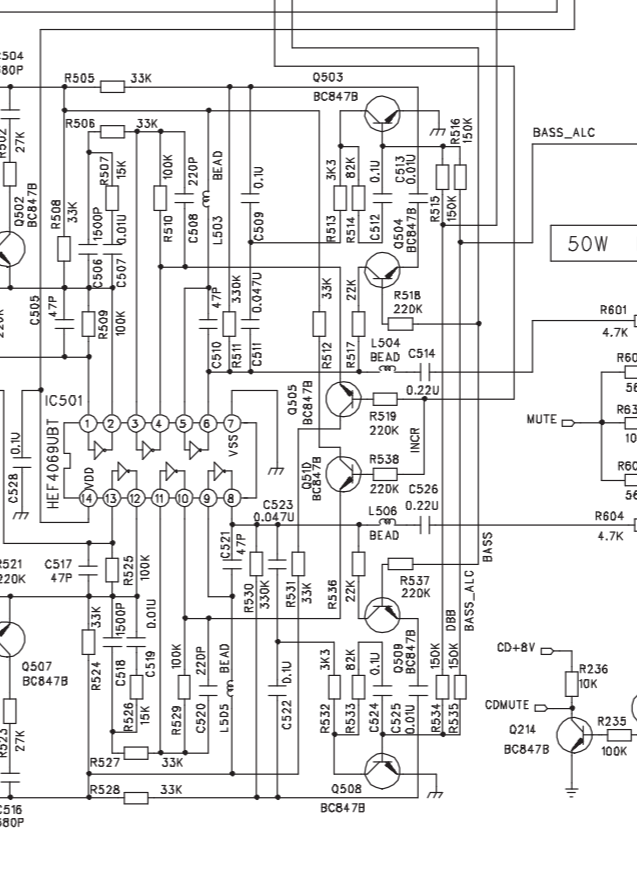 C504
680P
R505
33K
Q503
BC847B
R506
33K
R516
150K
BASS_ALC
R502
27K
R507
15K
100K
220P
BEAD
0.1U
3K3
82K
0.1U
C513
0.01U
Q502
BC847B
R508
33K
1500P
0.01U
R510
C508
L503
C509
R513
R514
C512
Q504
BC847B
R515
150K
50W
C506
C507
C505
47P
R509
100K
47P
330K
0.047U
33K
22K
R518
220K
C510
R511
C511
R512
R517
L504
BEAD
C514
0.22U
R601
4.7K
220K
IC501
HEF4069UBT
1
2
3
4
5
6
7
VDD
VSS
14
13
12
11
10
9
8
Q505
BC847B
R519
220K
INCR
MUTE
C528
0.1U
Q510
BC847B
R538
220K
C526
0.22U
L506
BEAD
R604
4.7K
C523
0.047U
C521
47P
R521
220K
C517
47P
R525
100K
R530
330K
R531
33K
R536
22K
R537
220K
BASS
DBB
BASS_ALC
33K
1500P
0.01U
R524
C518
C519
Q507
BC847B
100K
220P
BEAD
0.1U
3K3
82K
0.1U
Q509
BC847B
150K
150K
R526
15K
R529
C520
L505
C522
R532
R533
C524
C525
0.01U
R534
R535
CD+8V
R236
10K
CDMUTE
Q214
BC847B
R235
100K
R523
27K
R527
33K
R528
33K
Q508
BC847B
C516
680P